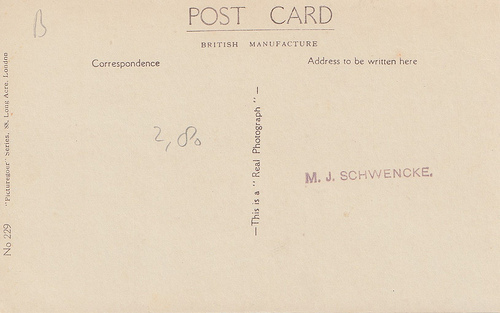 B
POST CARD
BRITISH MANUFACTURE
Correspondence
Address to be written here
2,80
—This is a "Real Photograph"—
M. J. SCHWENCKE.
"Picturegoer" Series, 88, Long Acre, London
No 229